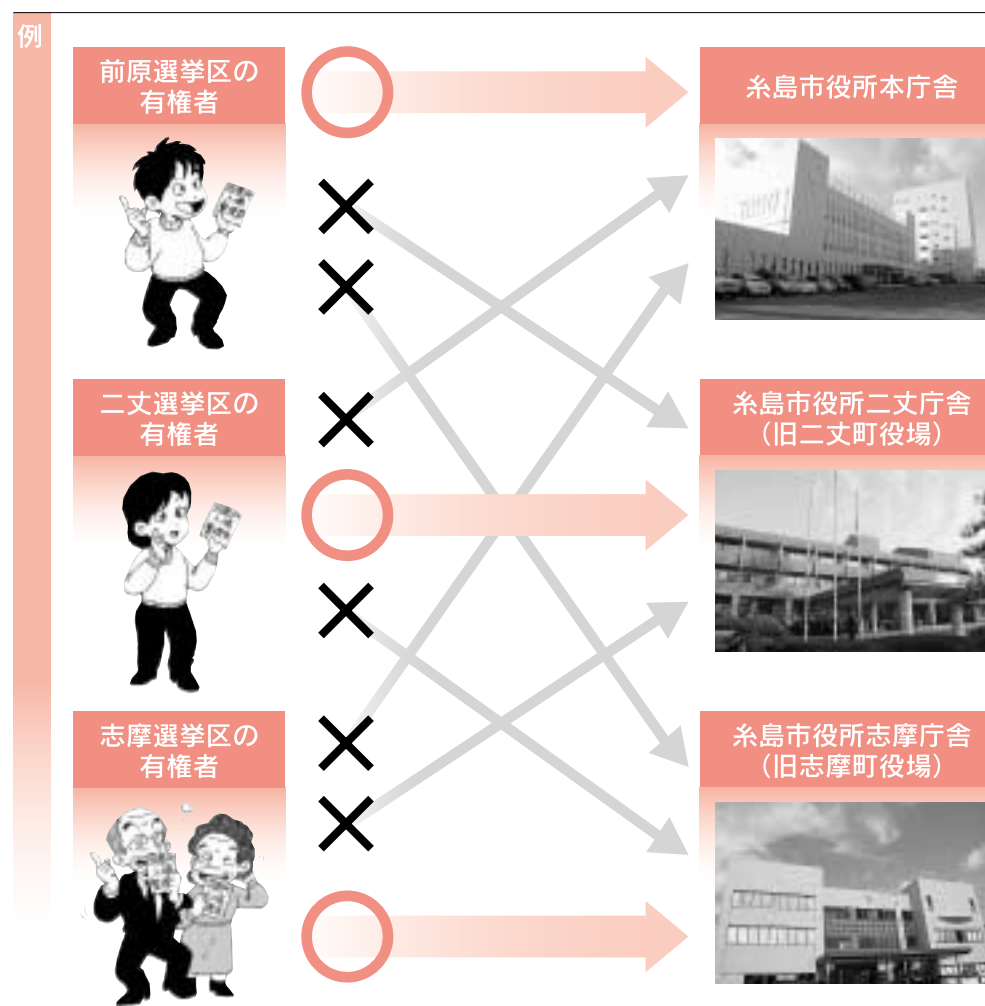 例
前原選挙区の
有権者
糸島市役所本庁舎
二丈選挙区の
有権者
糸島市役所二丈庁舎
（旧二丈町役場）
志摩選挙区の
有権者
糸島市役所志摩庁舎
（旧志摩町役場）